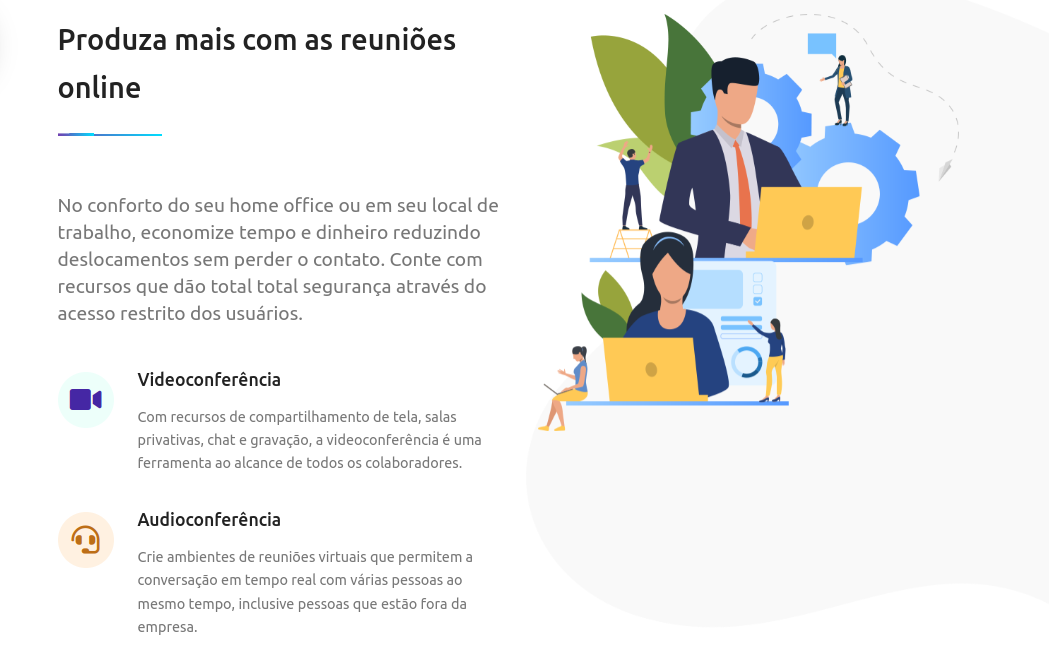 Produza mais com as reuniões
online
No conforto do seu home office ou em seu local de
trabalho, economize tempo e dinheiro reduzindo
deslocamentos sem perder o contato. Conte com
recursos que dão total total segurança através do
acesso restrito dos usuários.
Videoconferência
Com recursos de compartilhamento de tela, salas
privativas, chat e gravação, a videoconferência é uma
ferramenta ao alcance de todos os colaboradores.
Audioconferência
Crie ambientes de reuniões virtuais que permitem a
conversação em tempo real com várias pessoas ao
mesmo tempo, inclusive pessoas que estão fora da
empresa.